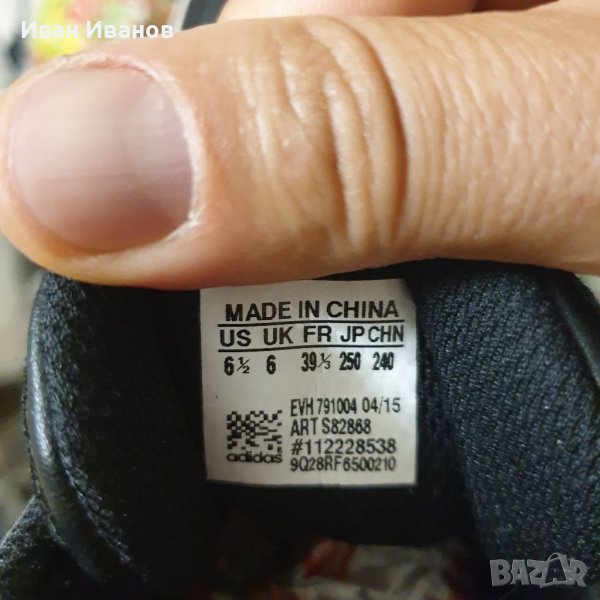 Иван Иванов
MADE IN CHINA
US UK FR JP CHN
6½ 6 39⅓ 250 240
EVH 791004 04/15
ART S82868
#112228538
adidas 9Q28RF6500210
BAZAR